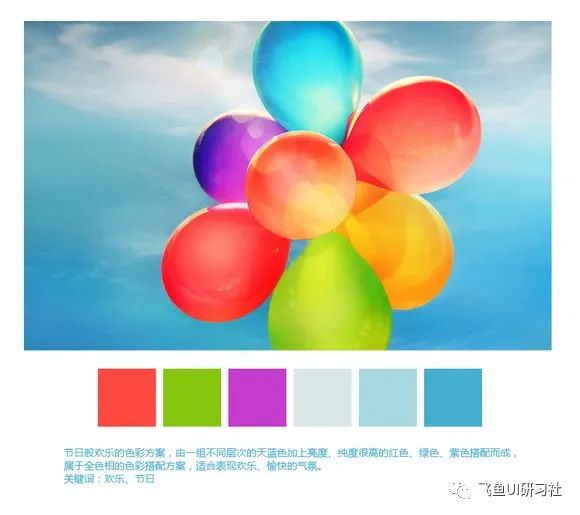 节日般欢乐的色彩方案，由一组不同层次的天蓝色加上亮度、纯度很高的红色、绿色、紫色搭配而成，
属于全色相的色彩搭配方案，适合表现欢乐、愉快的气氛。
关键词：欢乐、节日
飞鱼UI研习社